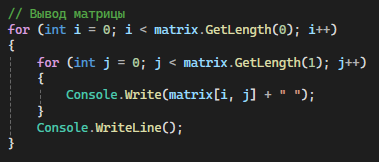 // Вывод матрицы
for (int i = 0; i < matrix.GetLength(0); i++)
{
    for (int j = 0; j < matrix.GetLength(1); j++)
    {
        Console.Write(matrix[i, j] + " ");
    }
    Console.WriteLine();
}